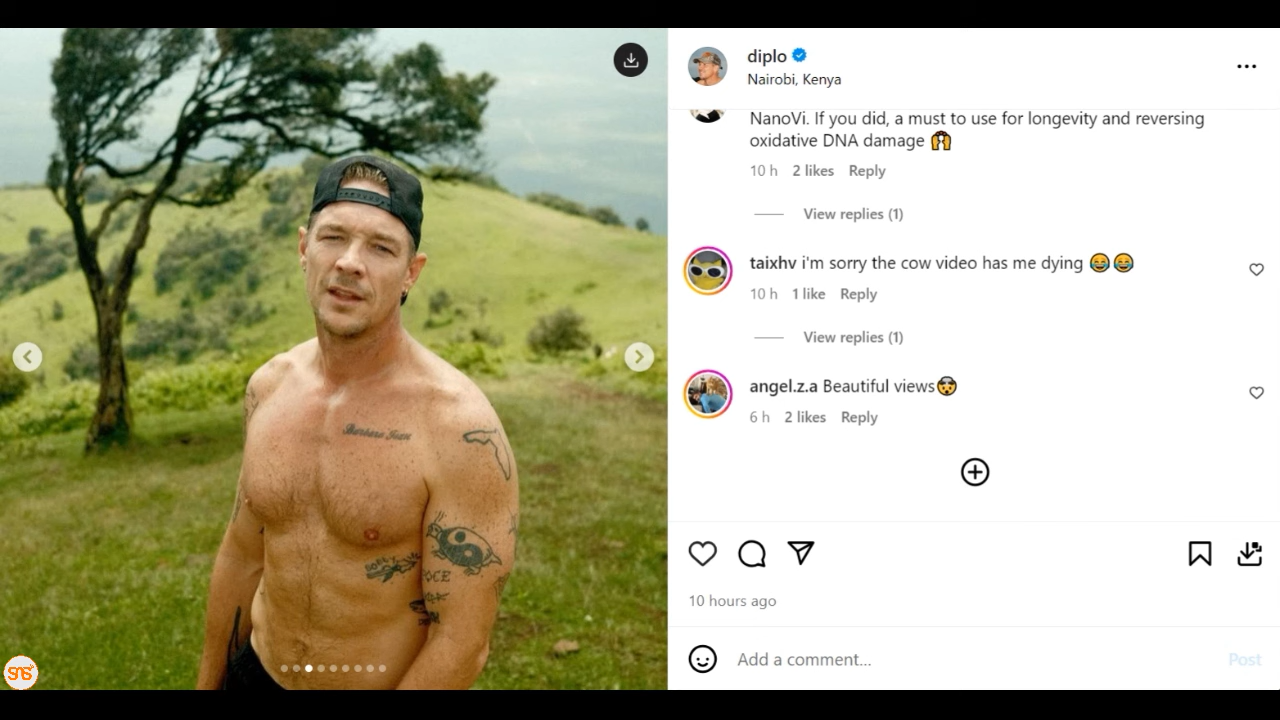 diplo
Nairobi, Kenya
NanoVi. If you did, a must to use for longevity and reversing
oxidative DNA damage 🙌
10 h 2 likes Reply
View replies (1)
taixhv i'm sorry the cow video has me dying 😂😂
10 h 1 like Reply
View replies (1)
angel.z.a Beautiful views🤯
6 h 2 likes Reply
10 hours ago
Add a comment...
Post
Barbara Jean